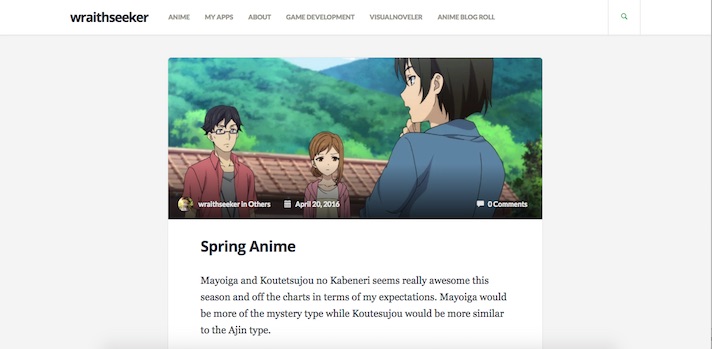 wraithseeker
ANIME MY APPS ABOUT GAME DEVELOPMENT VISUALNOVELER ANIME BLOG ROLL
wraithseeker in Others April 20, 2016 0 Comments
Spring Anime
Mayoiga and Koutetsujou no Kabeneri seems really awesome this
season and off the charts in terms of my expectations. Mayoiga would
be more of the mystery type while Koutesujou would be more similar
to the Ajin type.